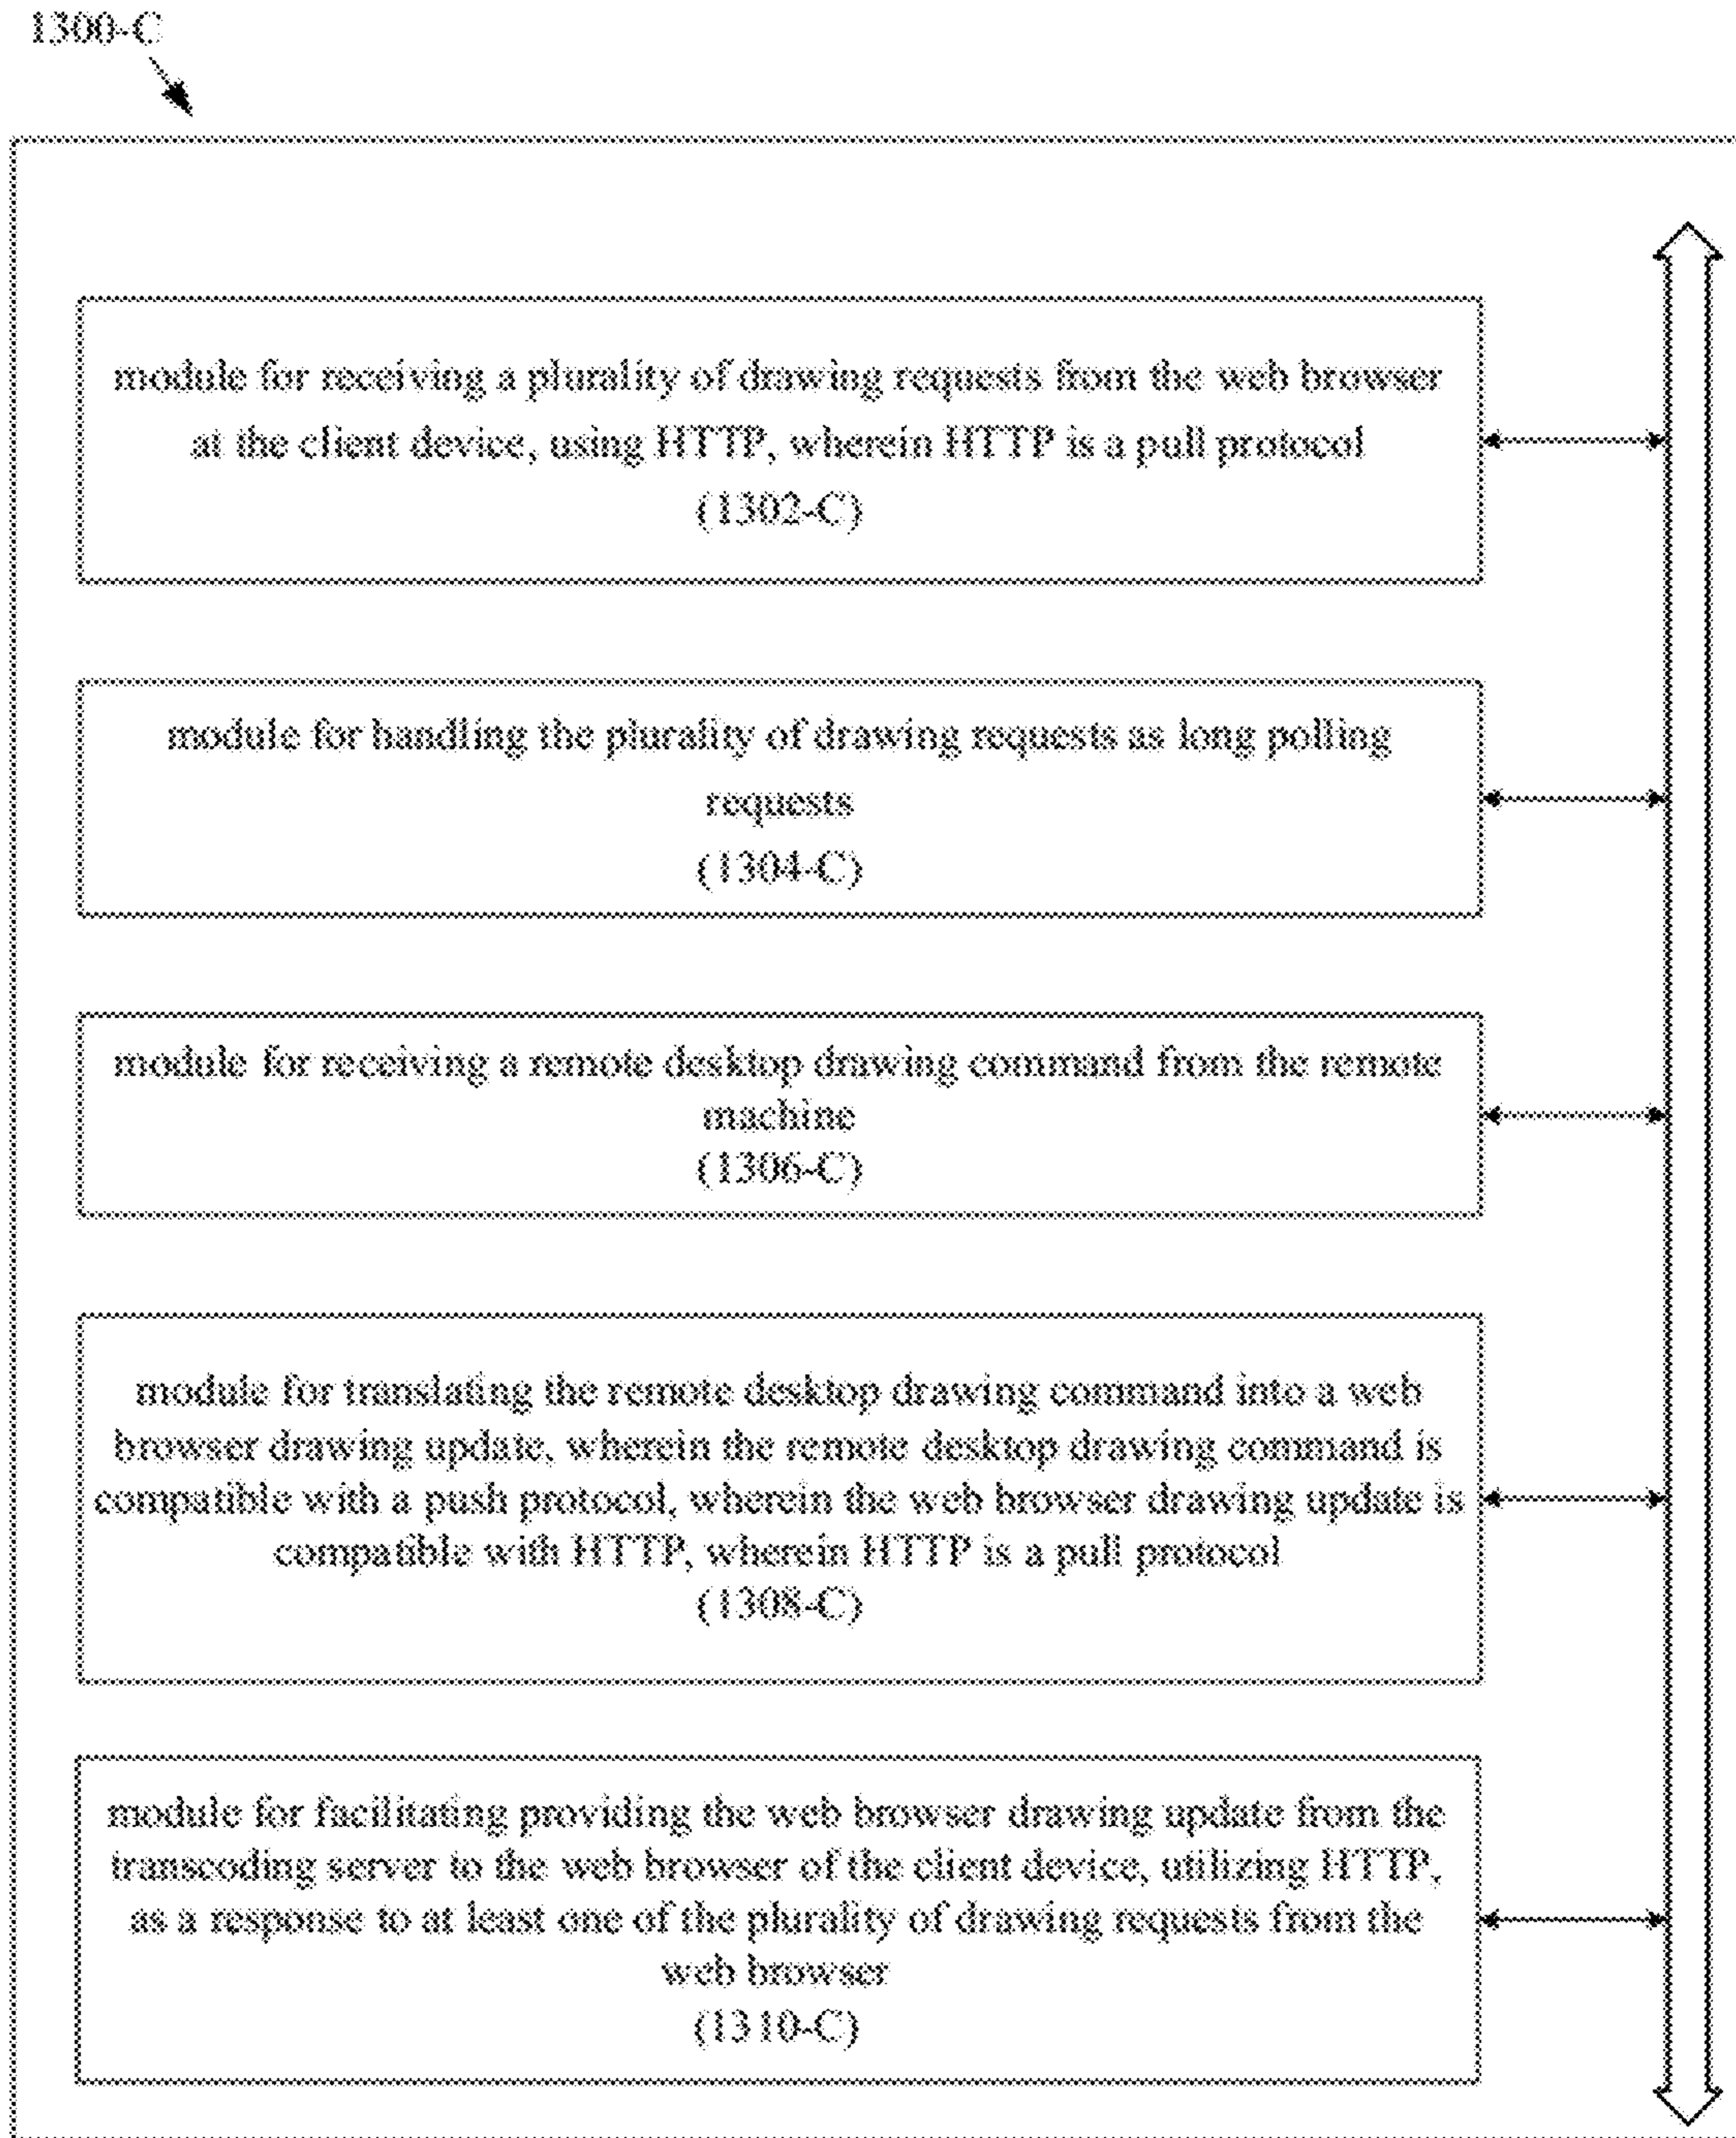 1300-C
module for receiving a plurality of drawing requests from the web browser
at the client device, using HTTP, wherein HTTP is a pull protocol
(1302-C)
module for handling the plurality of drawing requests as long polling
requests
(1304-C)
module for receiving a remote desktop drawing command from the remote
machine
(1306-C)
module for translating the remote desktop drawing command into a web
browser drawing update, wherein the remote desktop drawing command is
compatible with a push protocol, wherein the web browser drawing update is
compatible with HTTP, wherein HTTP is a pull protocol
(1308-C)
module for facilitating providing the web browser drawing update from the
transcoding server to the web browser of the client device, utilizing HTTP,
as a response to at least one of the plurality of drawing requests from the
web browser
(1310-C)